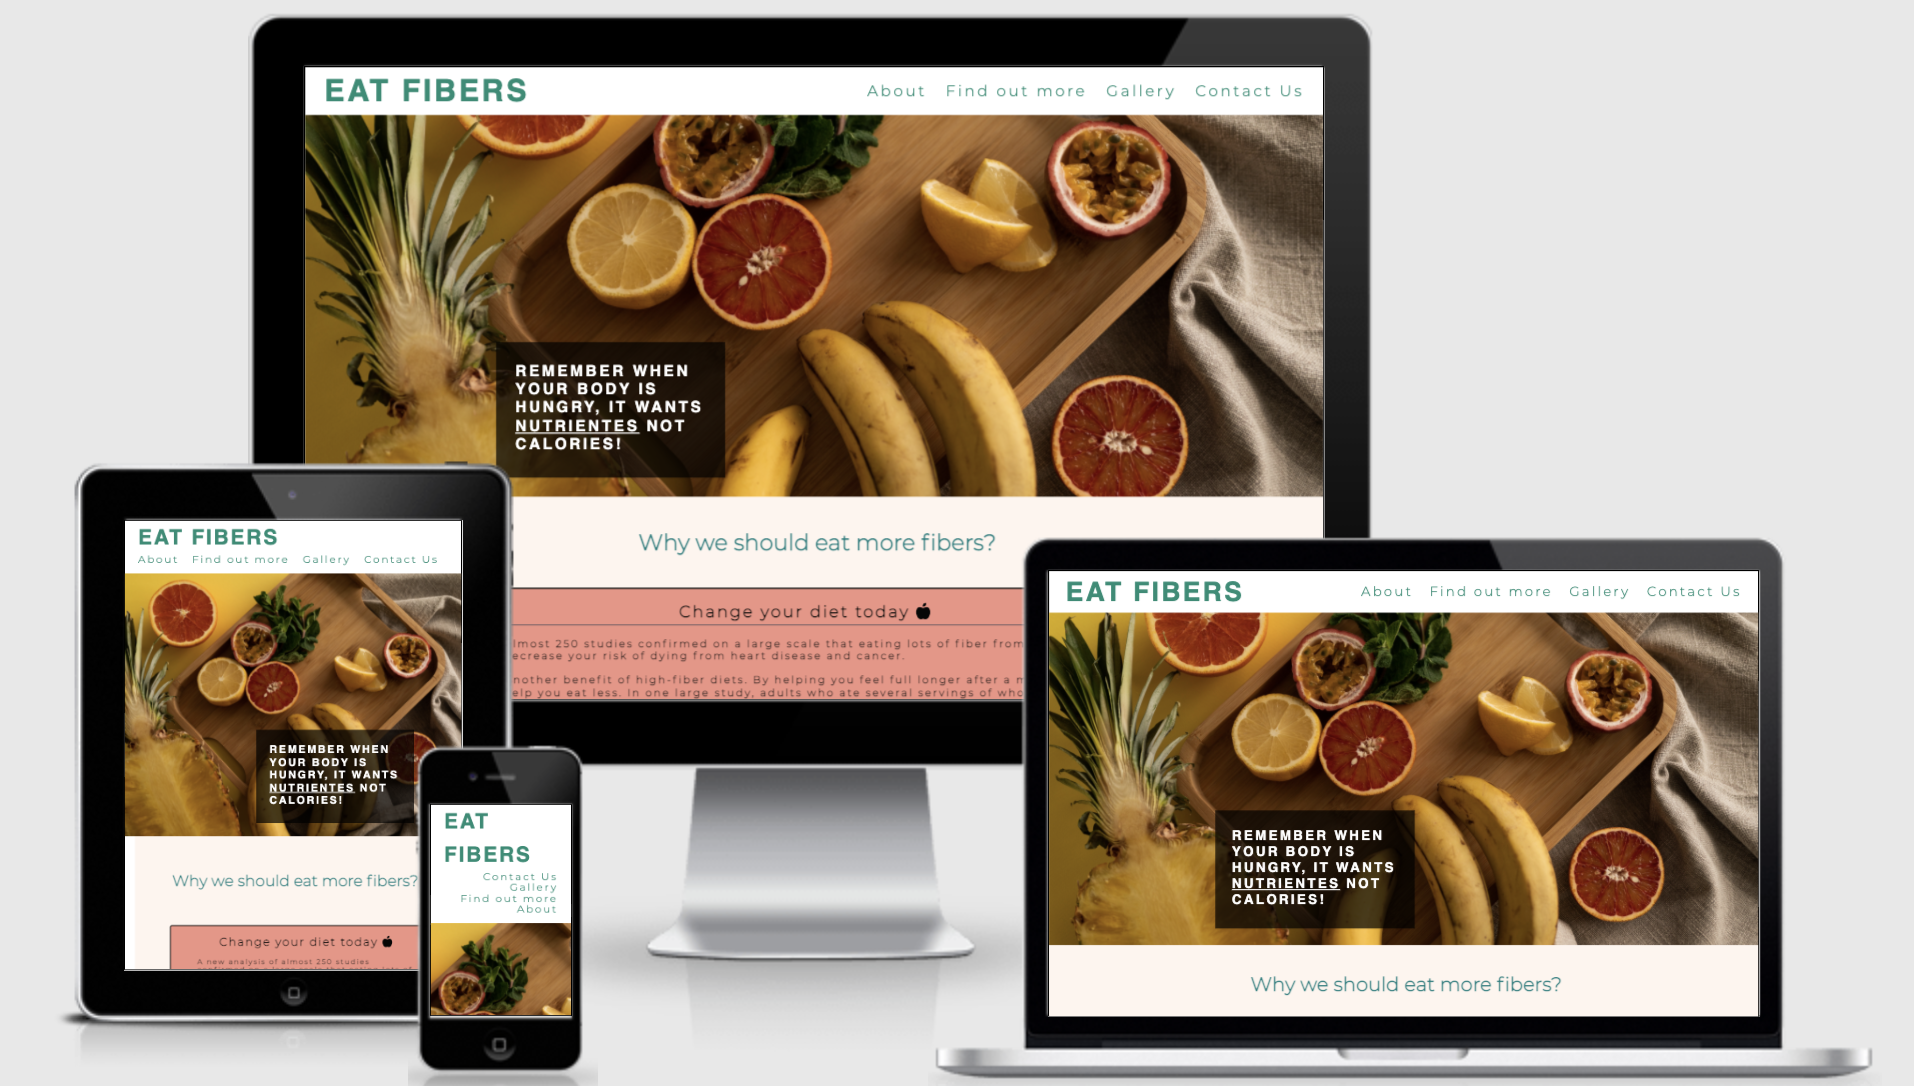 EAT FIBERS
About Find out more Gallery Contact Us
REMEMBER WHEN
YOUR BODY IS
HUNGRY, IT WANTS
NUTRIENTES NOT
CALORIES!
Why we should eat more fibers?
Change your diet today
lmost 250 studies confirmed on a large scale that eating lots of fiber from
ecrease your risk of dying from heart disease and cancer.
nother benefit of high-fiber diets. By helping you feel full longer after a m
elp you eat less. In one large study, adults who ate several servings of who
EAT FIBERS
About Find out more Gallery Contact Us
REMEMBER WHEN
YOUR BODY IS
HUNGRY, IT WANTS
NUTRIENTES NOT
CALORIES!
Why we should eat more fibers?
Change your diet today
A new analysis of almost 250 studies
EAT
FIBERS
Contact Us
Gallery
Find out more
About
EAT FIBERS
About Find out more Gallery Contact Us
REMEMBER WHEN
YOUR BODY IS
HUNGRY, IT WANTS
NUTRIENTES NOT
CALORIES!
Why we should eat more fibers?